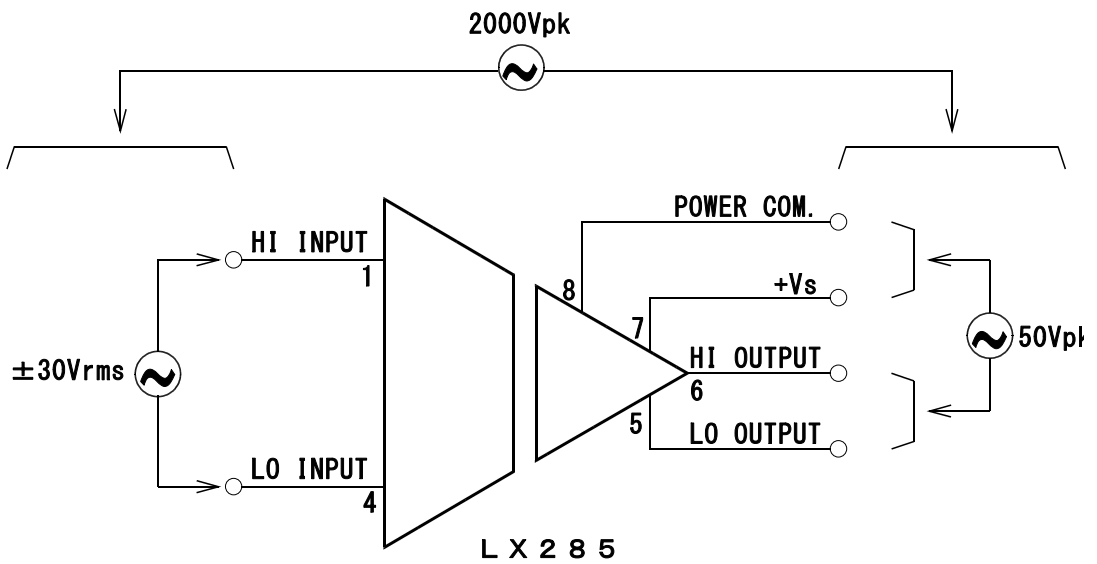 2000Vpk
POWER COM.
HI INPUT
1
8
+Vs
7
HI OUTPUT
50Vpk
±30Vrms
6
5
LO OUTPUT
LO INPUT
4
LX285